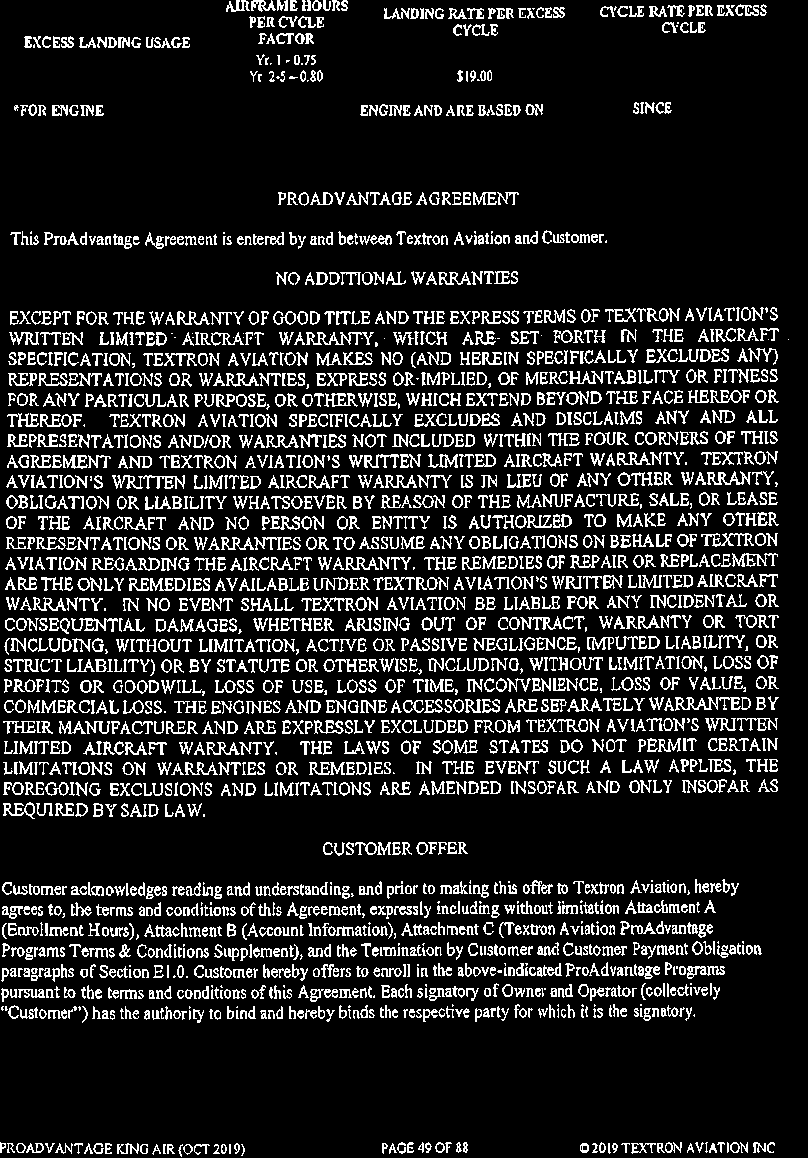 AIRFRAME HOURS
PER CYCLE
FACTOR
LANDING RATE PER EXCESS
CYCLE
CYCLE RATE PER EXCESS
CYCLE
EXCESS LANDING USAGE
Yr. 1 - 0.75
Yr 2-5 – 0.80
$19.00
*FOR ENGINE
ENGINE AND ARE BASED ON
SINCE
PROADVANTAGE AGREEMENT
This ProAdvantage Agreement is entered by and between Textron Aviation and Customer.
NO ADDITIONAL WARRANTIES
EXCEPT FOR THE WARRANTY OF GOOD TITLE AND THE EXPRESS TERMS OF TEXTRON AVIATION'S
WRITTEN LIMITED AIRCRAFT WARRANTY, WHICH ARE SET FORTH IN THE AIRCRAFT
SPECIFICATION, TEXTRON AVIATION MAKES NO (AND HEREIN SPECIFICALLY EXCLUDES ANY)
REPRESENTATIONS OR WARRANTIES, EXPRESS OR IMPLIED, OF MERCHANTABILITY OR FITNESS
FOR ANY PARTICULAR PURPOSE, OR OTHERWISE, WHICH EXTEND BEYOND THE FACE HEREOF OR
THEREOF. TEXTRON AVIATION SPECIFICALLY EXCLUDES AND DISCLAIMS ANY AND ALL
REPRESENTATIONS AND/OR WARRANTIES NOT INCLUDED WITHIN THE FOUR CORNERS OF THIS
AGREEMENT AND TEXTRON AVIATION'S WRITTEN LIMITED AIRCRAFT WARRANTY. TEXTRON
AVIATION'S WRITTEN LIMITED AIRCRAFT WARRANTY IS IN LIEU OF ANY OTHER WARRANTY,
OBLIGATION OR LIABILITY WHATSOEVER BY REASON OF THE MANUFACTURE, SALE, OR LEASE
OF THE AIRCRAFT AND NO PERSON OR ENTITY IS AUTHORIZED TO MAKE ANY OTHER
REPRESENTATIONS OR WARRANTIES OR TO ASSUME ANY OBLIGATIONS ON BEHALF OF TEXTRON
AVIATION REGARDING THE AIRCRAFT WARRANTY. THE REMEDIES OF REPAIR OR REPLACEMENT
ARE THE ONLY REMEDIES AVAILABLE UNDER TEXTRON AVIATION'S WRITTEN LIMITED AIRCRAFT
WARRANTY. IN NO EVENT SHALL TEXTRON AVIATION BE LIABLE FOR ANY INCIDENTAL OR
CONSEQUENTIAL DAMAGES, WHETHER ARISING OUT OF CONTRACT, WARRANTY OR TORT
(INCLUDING, WITHOUT LIMITATION, ACTIVE OR PASSIVE NEGLIGENCE, IMPUTED LIABILITY, OR
STRICT LIABILITY) OR BY STATUTE OR OTHERWISE, INCLUDING, WITHOUT LIMITATION, LOSS OF
PROFITS OR GOODWILL, LOSS OF USE, LOSS OF TIME, INCONVENIENCE, LOSS OF VALUE, OR
COMMERCIAL LOSS. THE ENGINES AND ENGINE ACCESSORIES ARE SEPARATELY WARRANTED BY
THEIR MANUFACTURER AND ARE EXPRESSLY EXCLUDED FROM TEXTRON AVIATION'S WRITTEN
LIMITED AIRCRAFT WARRANTY. THE LAWS OF SOME STATES DO NOT PERMIT CERTAIN
LIMITATIONS ON WARRANTIES OR REMEDIES. IN THE EVENT SUCH A LAW APPLIES, THE
FOREGOING EXCLUSIONS AND LIMITATIONS ARE AMENDED INSOFAR AND ONLY INSOFAR AS
REQUIRED BY SAID LAW.
CUSTOMER OFFER
Customer acknowledges reading and understanding, and prior to making this offer to Textron Aviation, hereby
agrees to, the terms and conditions of this Agreement, expressly including without limitation Attachment A
(Enrollment Hours), Attachment B (Account Information), Attachment C (Textron Aviation ProAdvantage
Programs Terms & Conditions Supplement), and the Termination by Customer and Customer Payment Obligation
paragraphs of Section E1.0. Customer hereby offers to enroll in the above-indicated ProAdvantage Programs
pursuant to the terms and conditions of this Agreement. Each signatory of Owner and Operator (collectively
"Customer") has the authority to bind and hereby binds the respective party for which it is the signatory.
PROADVANTAGE KING AIR (OCT 2019)
PAGE 49 OF 88
© 2019 TEXTRON AVIATION INC